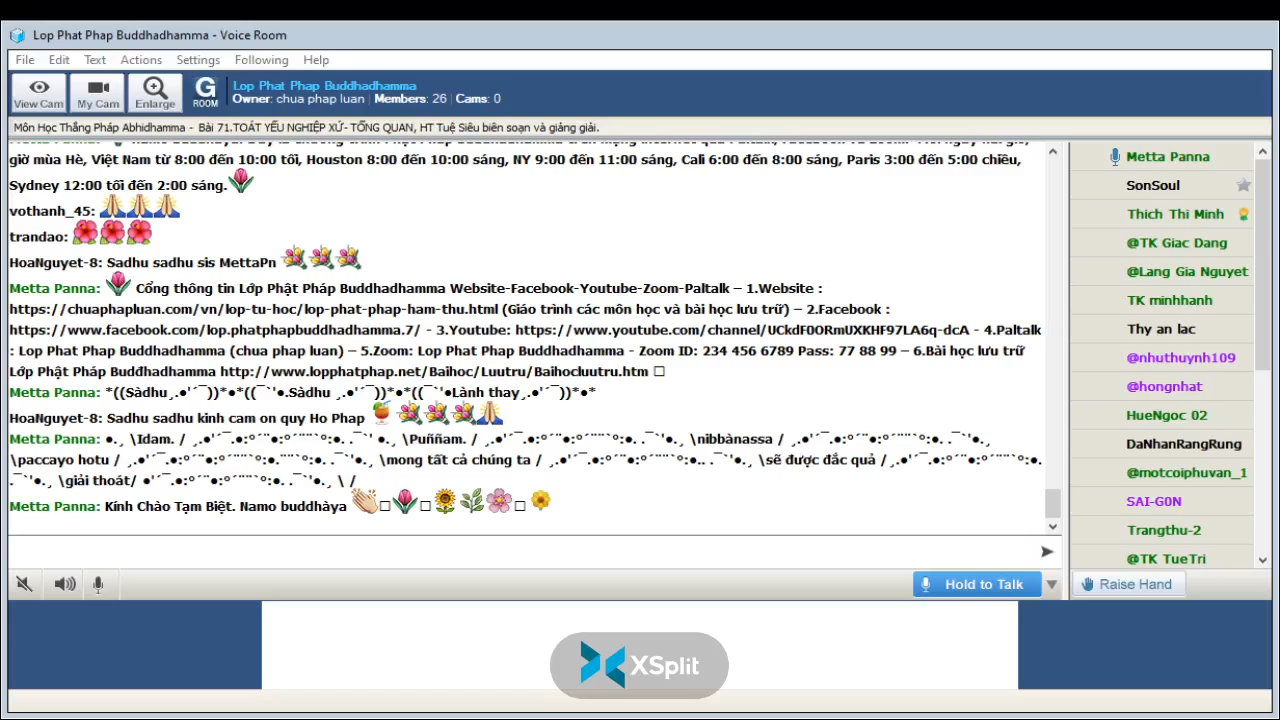 Lop Phat Phap Buddhadhamma - Voice Room
File Edit Text Actions Settings Following Help
View Cam My Cam Enlarge G ROOM
Lop Phat Phap Buddhadhamma
Owner: chua phap luan | Members: 26 | Cams: 0
Môn Học Thắng Pháp Abhidhamma - Bài 71.TOÁT YẾU NGHIỆP XỨ- TỔNG QUAN, HT Tuệ Siêu biên soạn và giảng giải.
giờ mùa Hè, Việt Nam từ 8:00 đến 10:00 tối, Houston 8:00 đến 10:00 sáng, NY 9:00 đến 11:00 sáng, Cali 6:00 đến 8:00 sáng, Paris 3:00 đến 5:00 chiều,
Sydney 12:00 tối đến 2:00 sáng.
vothanh_45:
trandao:
HoaNguyet-8: Sadhu sadhu sis MettaPn
Metta Panna: Cổng thông tin Lớp Phật Pháp Buddhadhamma Website-Facebook-Youtube-Zoom-Paltalk – 1.Website :
https://chuaphapluan.com/vn/lop-tu-hoc/lop-phat-phap-ham-thu.html (Giáo trình các môn học và bài học lưu trữ) – 2.Facebook :
https://www.facebook.com/lop.phatphapbuddhadhamma.7/ - 3.Youtube: https://www.youtube.com/channel/UCkdF0ORmUXKHF97LA6q-dcA - 4.Paltalk
: Lop Phat Phap Buddhadhamma (chua phap luan) – 5.Zoom: Lop Phat Phap Buddhadhamma - Zoom ID: 234 456 6789 Pass: 77 88 99 – 6.Bài học lưu trữ
Lớp Phật Pháp Buddhadhamma http://www.lopphatphap.net/Baihoc/Luutru/Baihocluutru.htm □
Metta Panna: *((Sàdhu¸.●'´¯))*●*((¯`'●.Sàdhu ¸.●'´¯))*●*((¯`'●Lành thay¸.●'´¯))*●*
HoaNguyet-8: Sadhu sadhu kinh cam on quy Ho Phap
Metta Panna: ●.¸ \Idam. / ¸.●'´¯.●:°´¨●:°´¨¨`°:●. .¯`' ●.¸ \Puññam. / ¸.●'´¯.●:°´¨●:°´¨¨`°:●. .¯`'●.¸ \nibbànassa / ¸.●'´¯.●:°´¨●:°´¨¨`°:●. .¯`'●.¸
\paccayo hotu / ¸.●'´¯.●:°´¨●:°´¨¨`°:●. .¯`'●.¸ \mong tất cả chúng ta / ¸.●'´¯.●:°´¨●:°´¨¨`°:●.. .¯`'●.¸ \sẽ được đắc quả /¸.●'´¯.●:°´¨●:°´¨¨`°:●.
.¯`'●.¸ \giải thoát/ ●'´¯.●:°´¨●:°´¨¨`°:●. .¯`'●.¸ \ /
Metta Panna: Kính Chào Tạm Biệt. Namo buddhàya □ □ □
Metta Panna
SonSoul
Thich Thi Minh
@TK Giac Dang
@Lang Gia Nguyet
TK minhhanh
Thy an lac
@nhuthuynh109
@hongnhat
HueNgoc 02
DaNhanRangRung
@motcoiphuvan_1
SAI-G0N
Trangthu-2
@TK TueTri
Hold to Talk
Raise Hand
XSplit